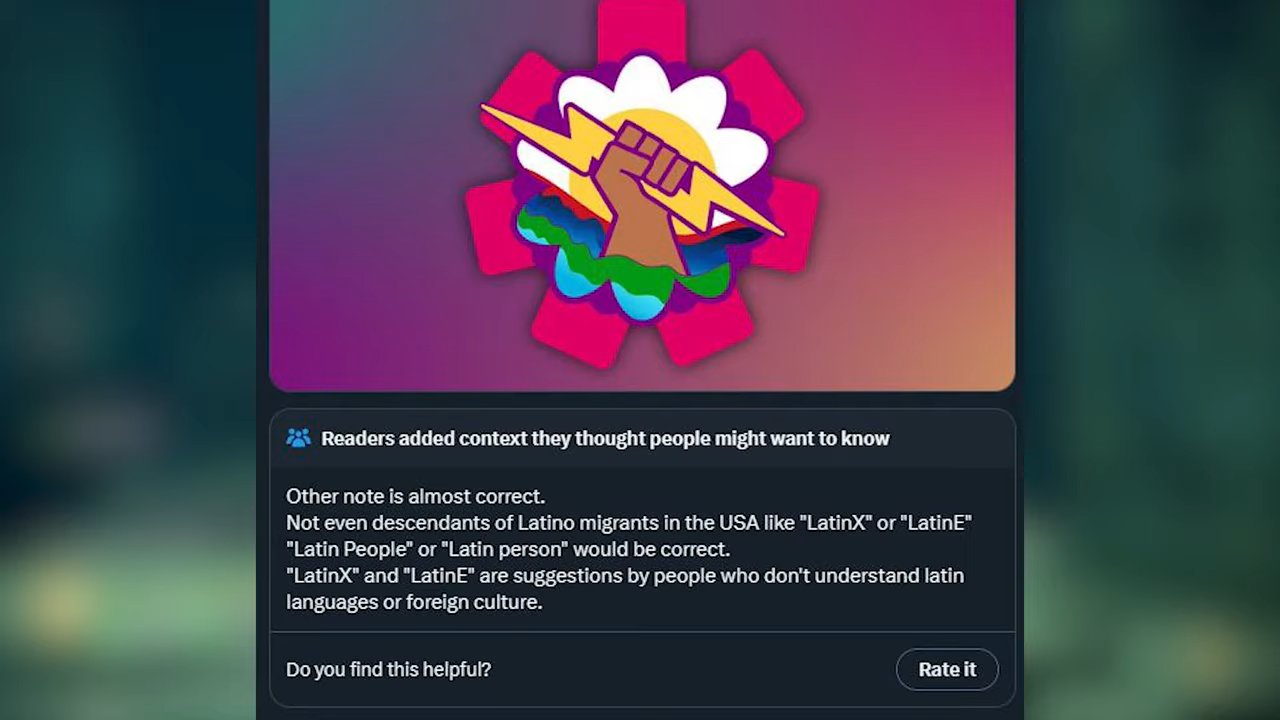 Readers added context they thought people might want to know
Other note is almost correct.
Not even descendants of Latino migrants in the USA like "LatinX" or "LatinE"
"Latin People" or "Latin person" would be correct.
"LatinX" and "LatinE" are suggestions by people who don't understand latin
languages or foreign culture.
Do you find this helpful?
Rate it